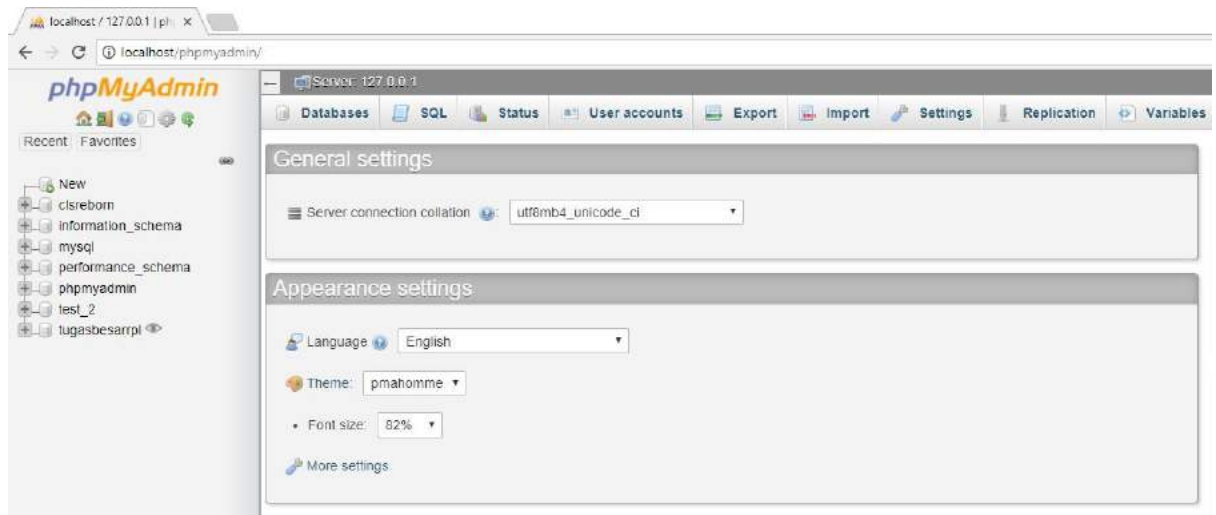 localhost / 127.0.0.1 | ph
localhost/phpmyadmin/
phpMyAdmin
Recent Favorites
New
clsreborn
information_schema
mysql
performance_schema
phpmyadmin
test_2
tugasbesarrpl
Server: 127.0.0.1
Databases SQL Status User accounts Export Import Settings Replication Variables
General settings
Server connection collation : utf8mb4_unicode_ci
Appearance settings
Language English
Theme: pmahomme
• Font size: 82%
More settings